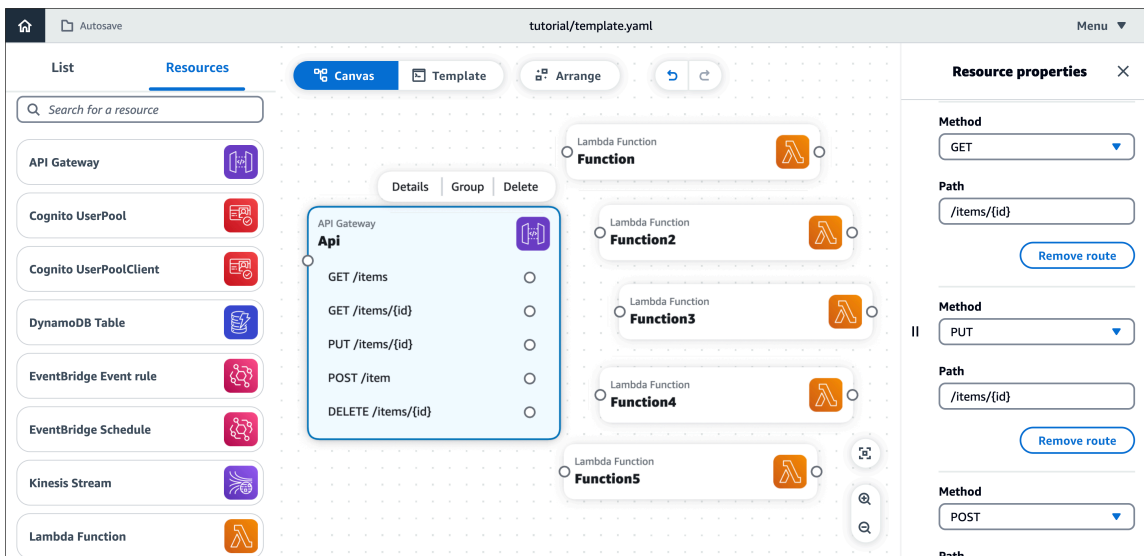 Autosave
tutorial/template.yaml
Menu
List
Resources
Search for a resource
API Gateway
Cognito UserPool
Cognito UserPoolClient
DynamoDB Table
EventBridge Event rule
EventBridge Schedule
Kinesis Stream
Lambda Function
Canvas
Template
Arrange
Details
Group
Delete
API Gateway
Api
GET /items
GET /items/{id}
PUT /items/{id}
POST /item
DELETE /items/{id}
Lambda Function
Function
Lambda Function
Function2
Lambda Function
Function3
Lambda Function
Function4
Lambda Function
Function5
Resource properties
Method
GET
Path
/items/{id}
Remove route
Method
PUT
Path
/items/{id}
Remove route
Method
POST
Path